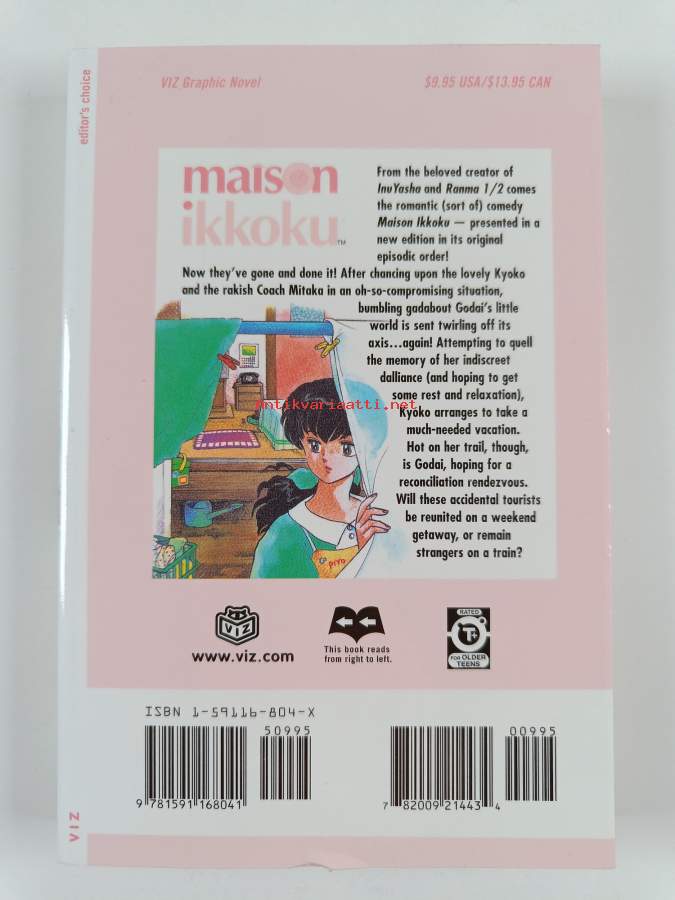 editor's choice
VIZ Graphic Novel
$9.95 USA/$13.95 CAN
maison
ikkoku™
From the beloved creator of
InuYasha and Ranma 1/2 comes
the romantic (sort of) comedy
Maison Ikkoku — presented in a
new edition in its original
episodic order!
Now they've gone and done it! After chancing upon the lovely Kyoko
and the rakish Coach Mitaka in an oh-so-compromising situation,
bumbling gadabout Godai's little
world is sent twirling off its
axis...again! Attempting to quell
the memory of her indiscreet
dalliance (and hoping to get
some rest and relaxation),
Kyoko arranges to take a
much-needed vacation.
Hot on her trail, though,
is Godai, hoping for a
reconciliation rendezvous.
Will these accidental tourists
be reunited on a weekend
getaway, or remain
strangers on a train?
Antikvariaatti.net
PIYO
VIZ
www.viz.com
This book reads
from right to left.
RATED
T+
FOR OLDER
TEENS
ISBN 1-59116-804-X
50995
9 781591 168041
00995
7 82009 21443 4
VIZ